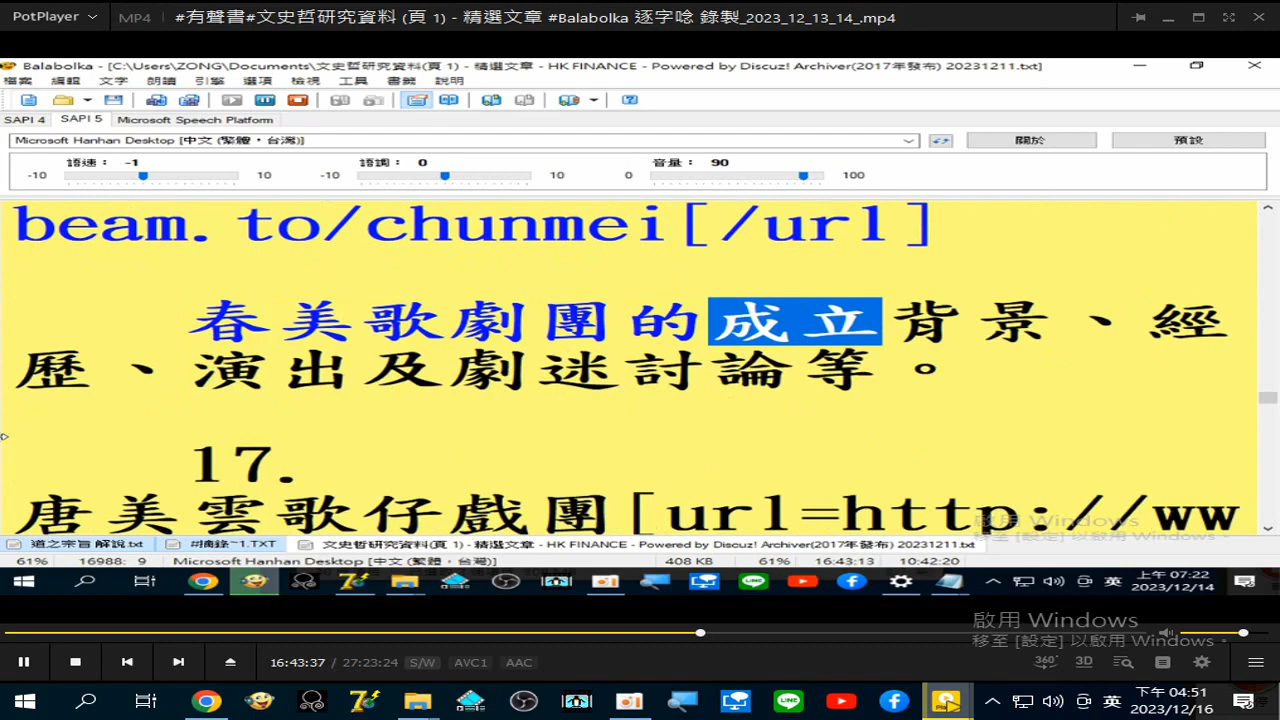 PotPlayer MP4 #有聲書#文史哲研究資料 (頁 1) - 精選文章 #Balabolka 逐字唸 錄製_2023_12_13_14_.mp4
Balabolka - [C:\Users\ZONG\Documents\文史哲研究資料(頁 1) - 精選文章 - HK FINANCE - Powered by Discuz! Archiver(2017年發布) 20231211.txt]
檔案 編輯 文字 朗讀 引擎 選項 檢視 工具 書籤 說明
SAPI 4 SAPI 5 Microsoft Speech Platform
Microsoft Hanhan Desktop [中文 (繁體，台灣)] 關於 預設
語速： -1 語調： 0 音量： 90
-10 10 -10 10 0 100
beam. to/chunmei[/url]
春美歌劇團的成立背景、經
歷、演出及劇迷討論等。
17.
唐美雲歌仔戲團[url=http://ww
啟用 Windows
移至 [設定] 以啟用 Windows。
道之宗旨 解說.txt #摘錄~1.TXT 文史哲研究資料(頁 1) - 精選文章 - HK FINANCE - Powered by Discuz! Archiver(2017年發布) 20231211.txt
61% 16988: 9 Microsoft Hanhan Desktop [中文 (繁體，台灣)] 408 KB 61% 16:43:13 10:42:20
英 上午 07:22
2023/12/14
啟用 Windows
移至 [設定] 以啟用 Windows。
16:43:37 / 27:23:24 S/W AVC1 AAC 360° 3D
英 下午 04:51
2023/12/16